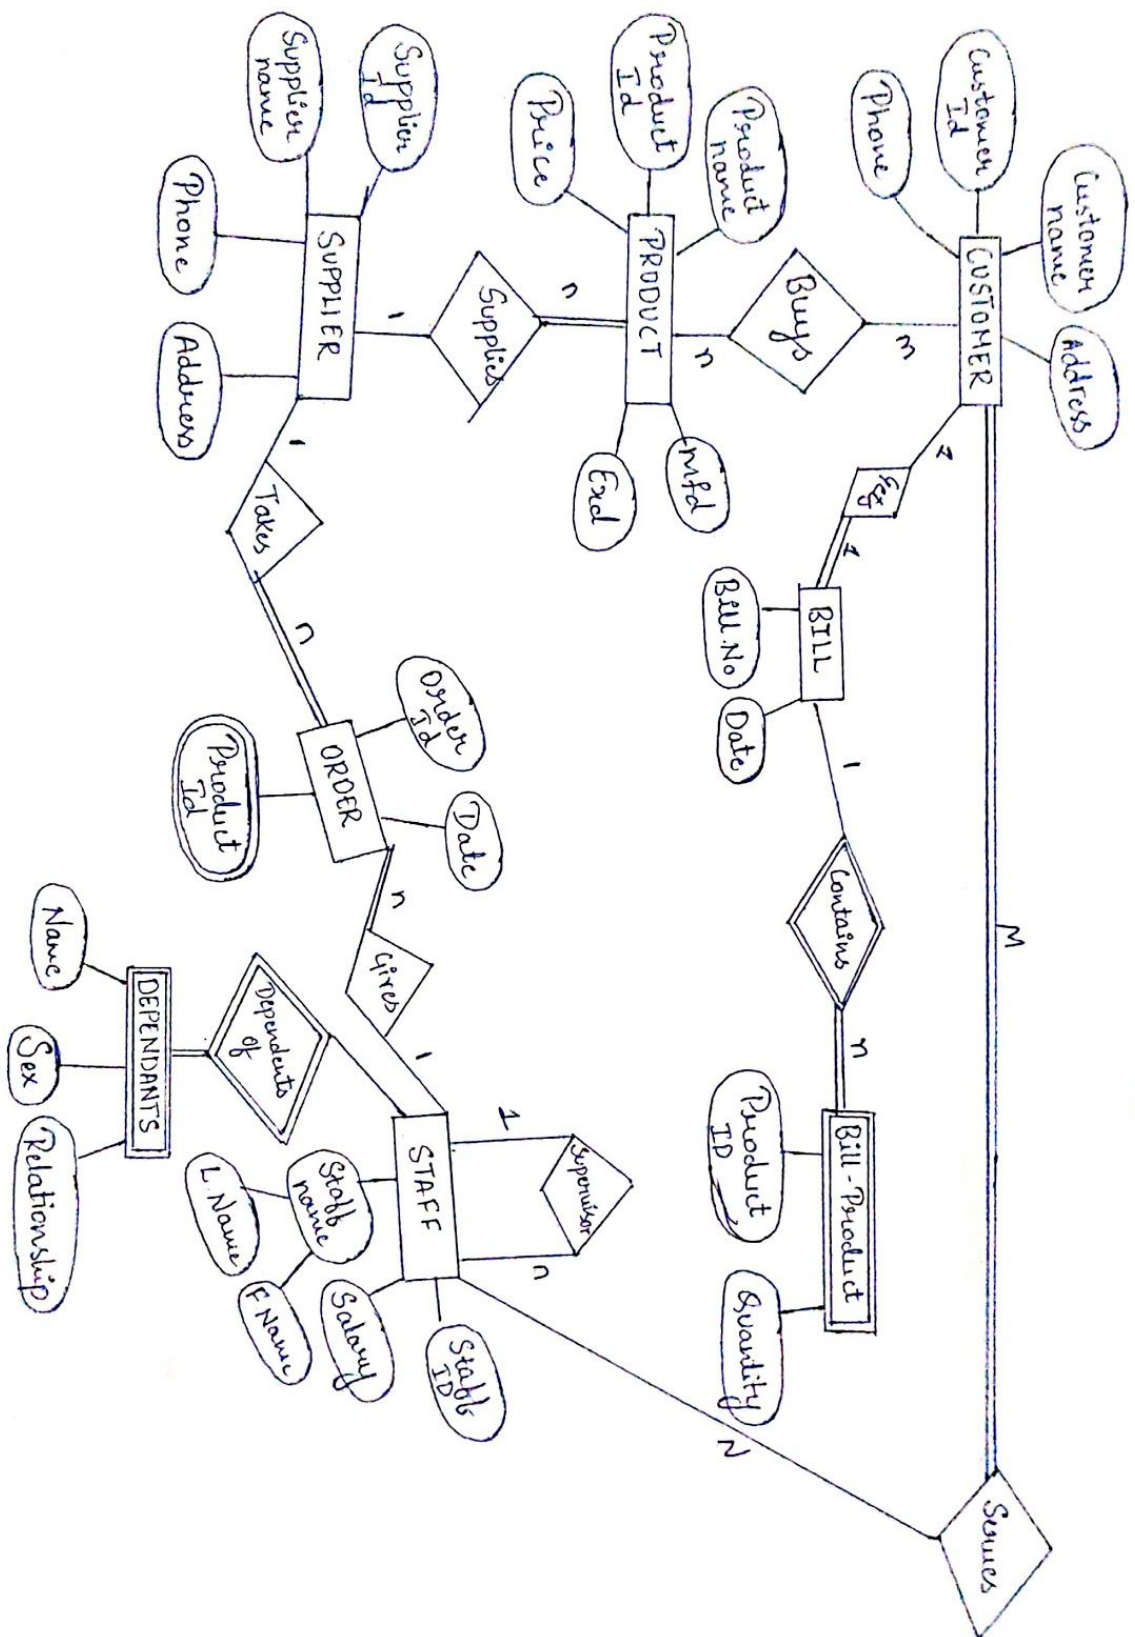 Customer
name
Address
Customer
Id
Phone
CUSTOMER
M
Serves
m
1
Buys
1
BILL
1
Contains
n
Bill-Product
n
Bill.No
Date
Product
ID
Quantity
N
Product
name
mfd
Product
Id
Price
PRODUCT
Exd
n
Supplies
1
Supplier
Id
Supplier
name
SUPPLIER
Phone
Address
1
Takes
n
Order
Id
Date
ORDER
Product
Id
n
Gives
1
Supervisor
1
n
STAFF
Staff
ID
Staff
name
Salary
L.Name
F.Name
Dependents
of
DEPENDANTS
Name
Sex
Relationship